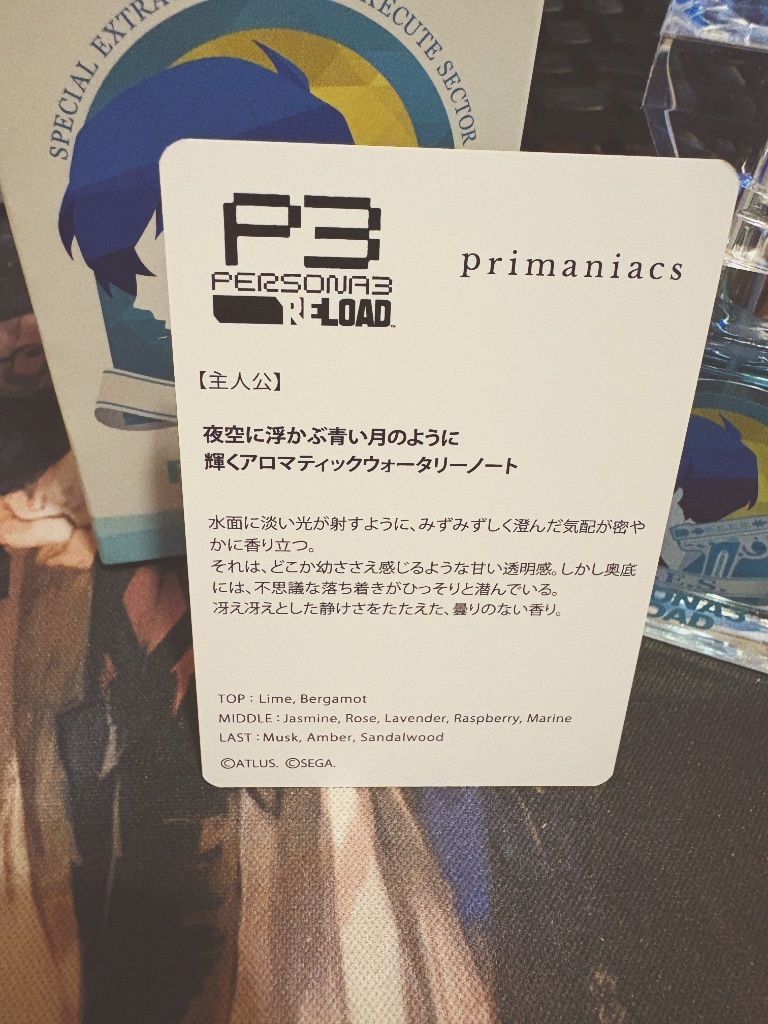 SPECIAL EXTRA
EXECUTE SECTOR
P3
PERSONA3
RELOAD™
primaniacs
【主人公】
夜空に浮かぶ青い月のように
輝くアロマティックウォータリーノート
水面に淡い光が射すように、みずみずしく澄んだ気配が密や
かに香り立つ。
それは、どこか幼ささえ感じるような甘い透明感。しかし奥底
には、不思議な落ち着きがひっそりと潜んでいる。
冴え冴えとした静けさをたたえた、曇りのない香り。
TOP : Lime, Bergamot
MIDDLE : Jasmine, Rose, Lavender, Raspberry, Marine
LAST : Musk, Amber, Sandalwood
©ATLUS. ©SEGA.